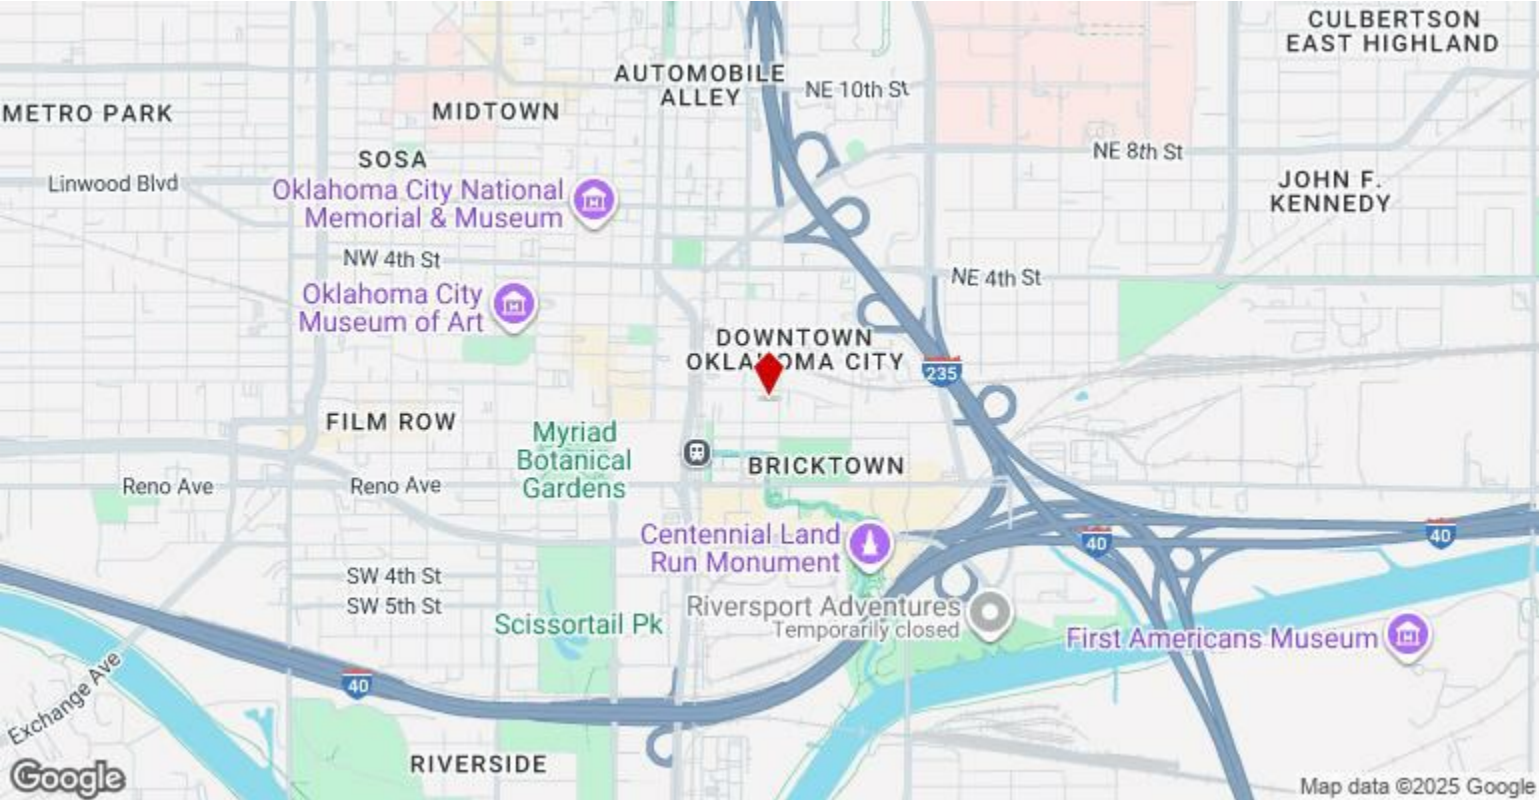 CULBERTSON
EAST HIGHLAND
AUTOMOBILE
ALLEY
NE 10th St
METRO PARK
MIDTOWN
NE 8th St
SOSA
Linwood Blvd
Oklahoma City National
Memorial & Museum
JOHN F.
KENNEDY
NW 4th St
NE 4th St
Oklahoma City
Museum of Art
DOWNTOWN
OKLAHOMA CITY
235
FILM ROW
Myriad
Botanical
Gardens
BRICKTOWN
Reno Ave
Reno Ave
Centennial Land
Run Monument
40
40
SW 4th St
SW 5th St
Riversport Adventures
Temporarily closed
Scissortail Pk
First Americans Museum
40
Exchange Ave
RIVERSIDE
Google
Map data ©2025 Google